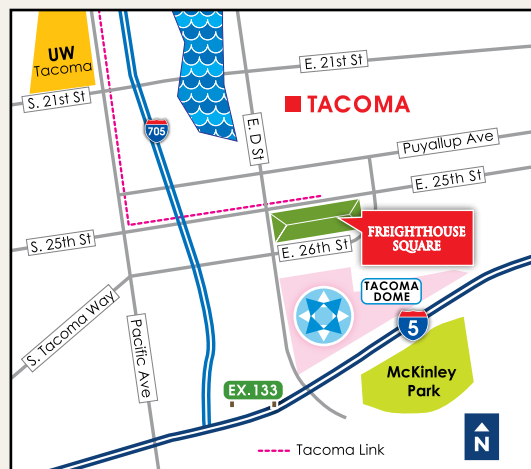 UW
Tacoma
S. 21st St
E. 21st St
TACOMA
705
E. D St
Puyallup Ave
E. 25th St
S. 25th St
FREIGHTHOUSE
SQUARE
E. 26th St
TACOMA
DOME
S. Tacoma Way
Pacific Ave
5
McKinley
Park
EX.133
N
Tacoma Link